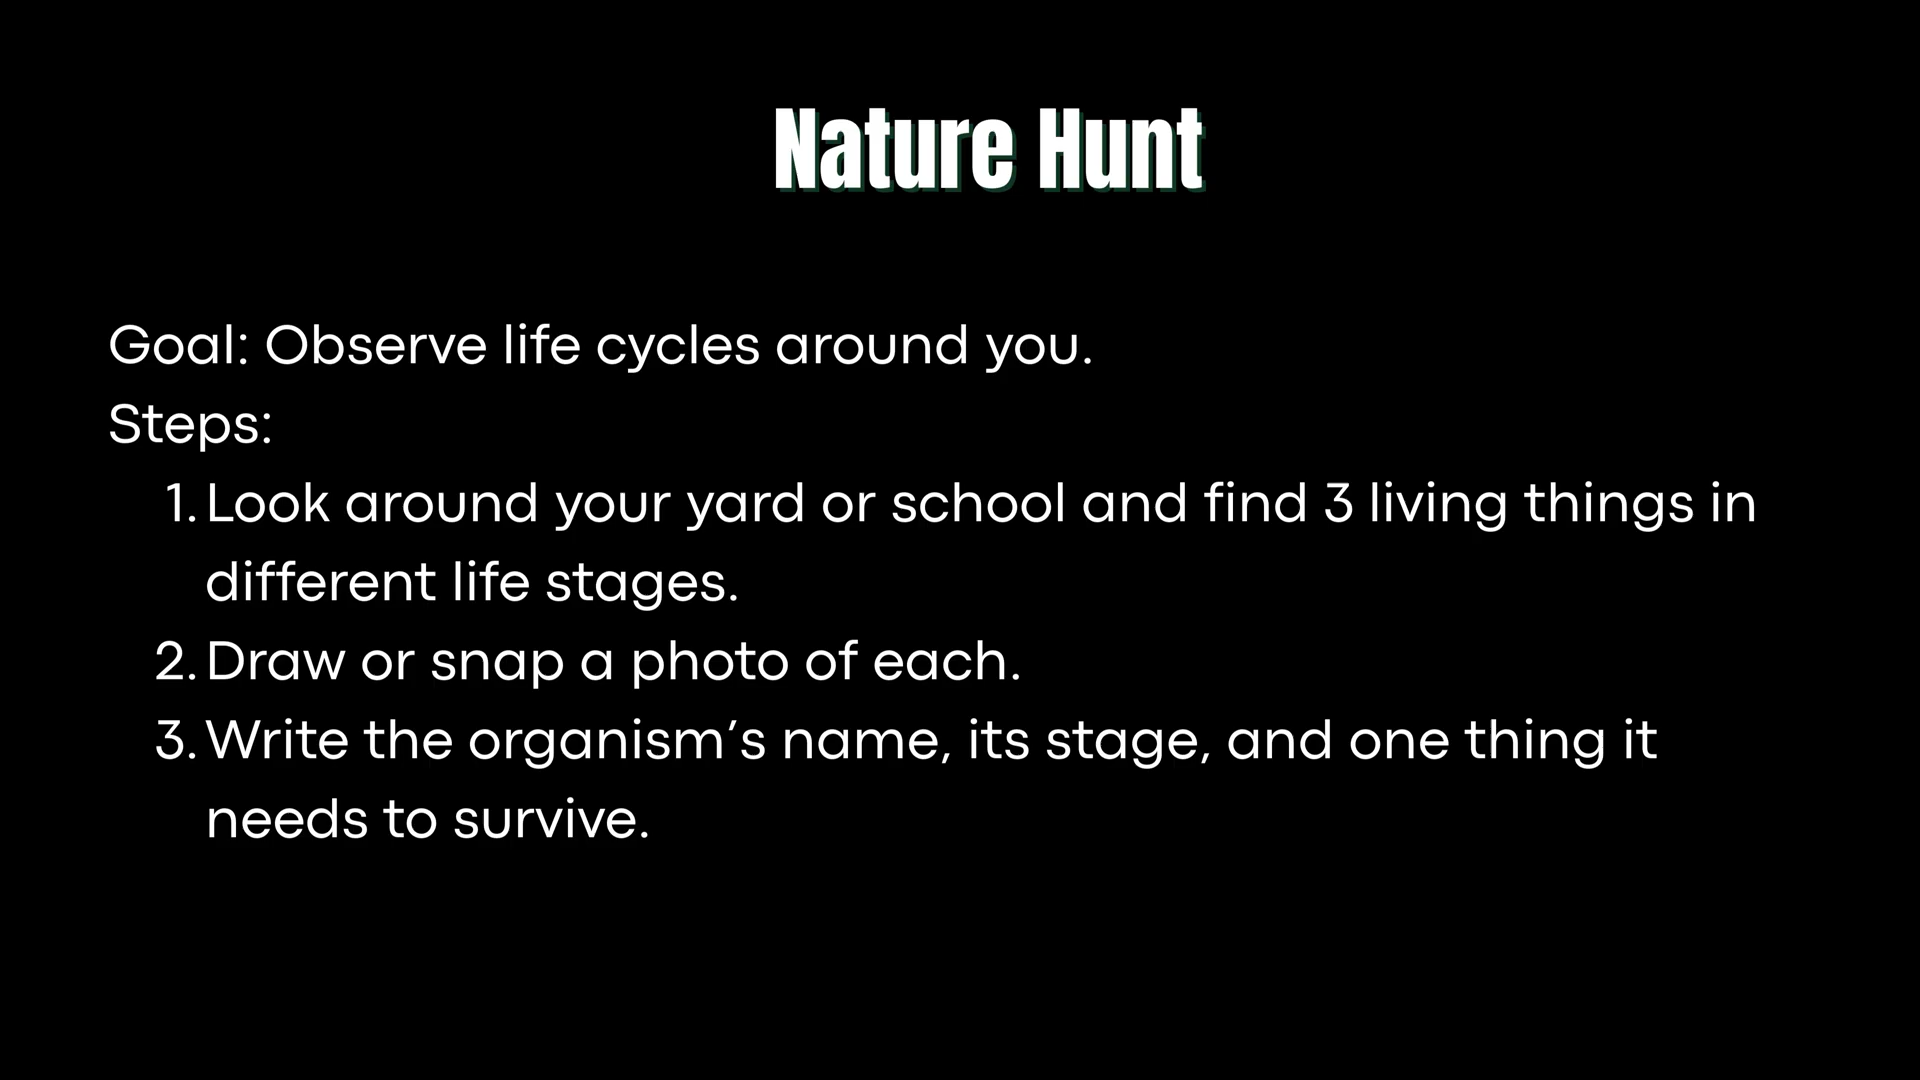 Nature Hunt
Goal: Observe life cycles around you.
Steps:
1. Look around your yard or school and find 3 living things in
different life stages.
2. Draw or snap a photo of each.
3. Write the organism’s name, its stage, and one thing it
needs to survive.